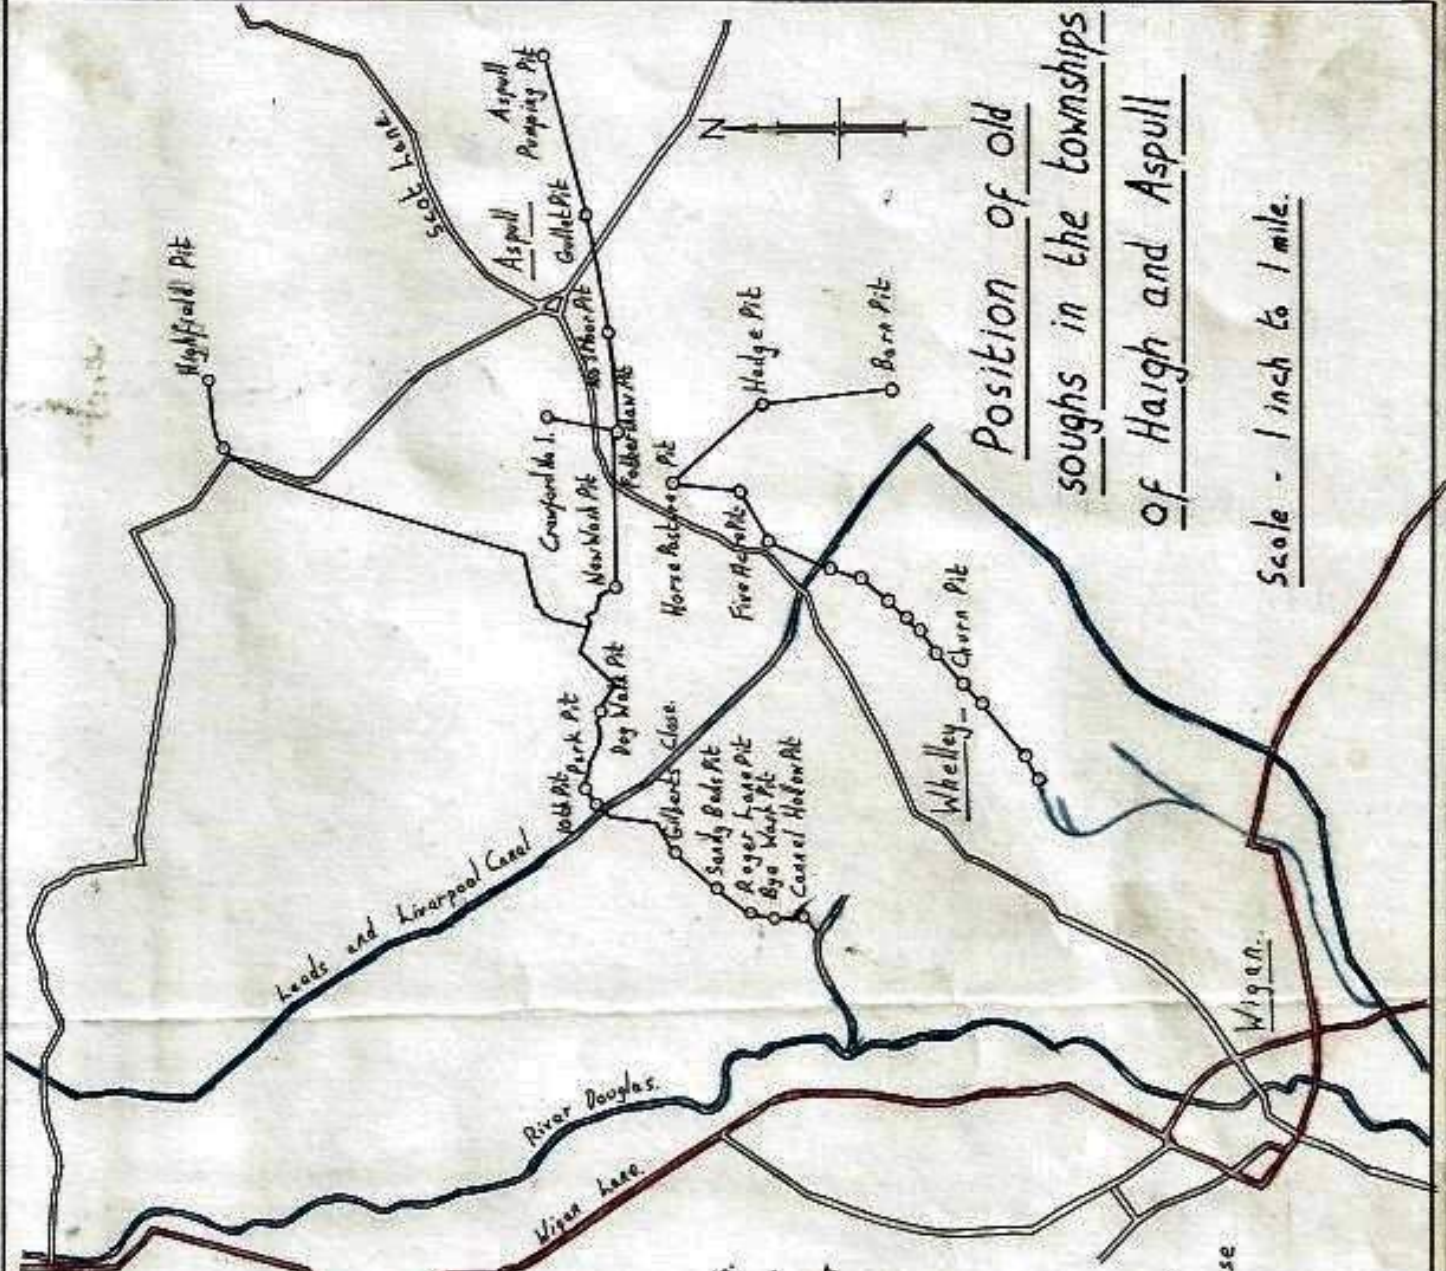 Position of old
soughs in the townships
of Haigh and Aspull
Scale - 1 inch to 1 mile.
N
Scot Lane
Highfield Pit
Aspull
Pumping Pit
Aspull
Gullet Pit
Crawford No 1.
New Wash Pit
Hedge Pit
Barn Pit
Horse Pasture Pit
Five Acre Pit
Park Pit
Dog Wash Pit
Gilberts Close
Sandy Beds Pit
Roger Lane Pit
Bye Wash Pit
Cannel Hollow Pit
Leeds and Liverpool Canal
Whelley
Churn Pit
Wigan.
River Douglas.
Wigan Lane.
se